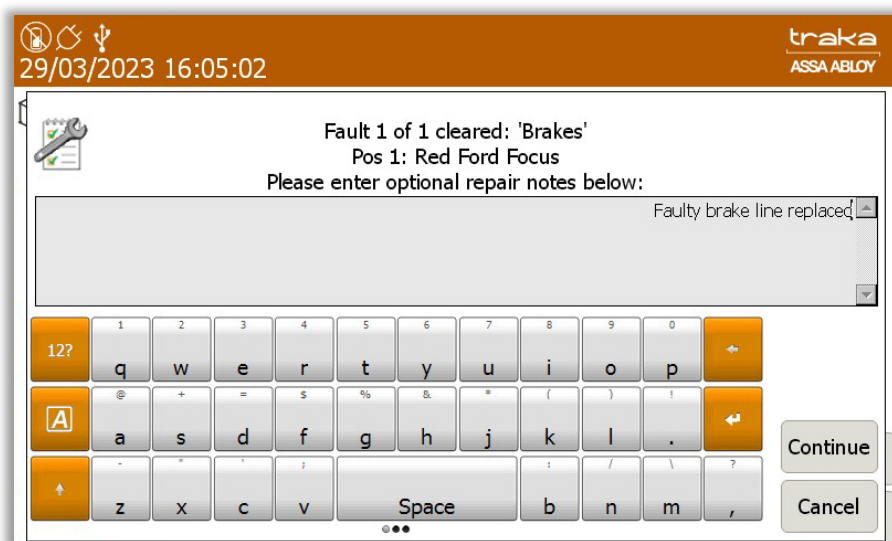 29/03/2023 16:05:02
traka
ASSA ABLOY
Fault 1 of 1 cleared: 'Brakes'
Pos 1: Red Ford Focus
Please enter optional repair notes below:
Faulty brake line replaced
1 2 3 4 5 6 7 8 9 0
12? q w e r t y u i o p
@ + = $ % & * ( ) !
A a s d f g h j k l .
- " ' ; : / \ ?
z x c v Space b n m ,
Continue
Cancel